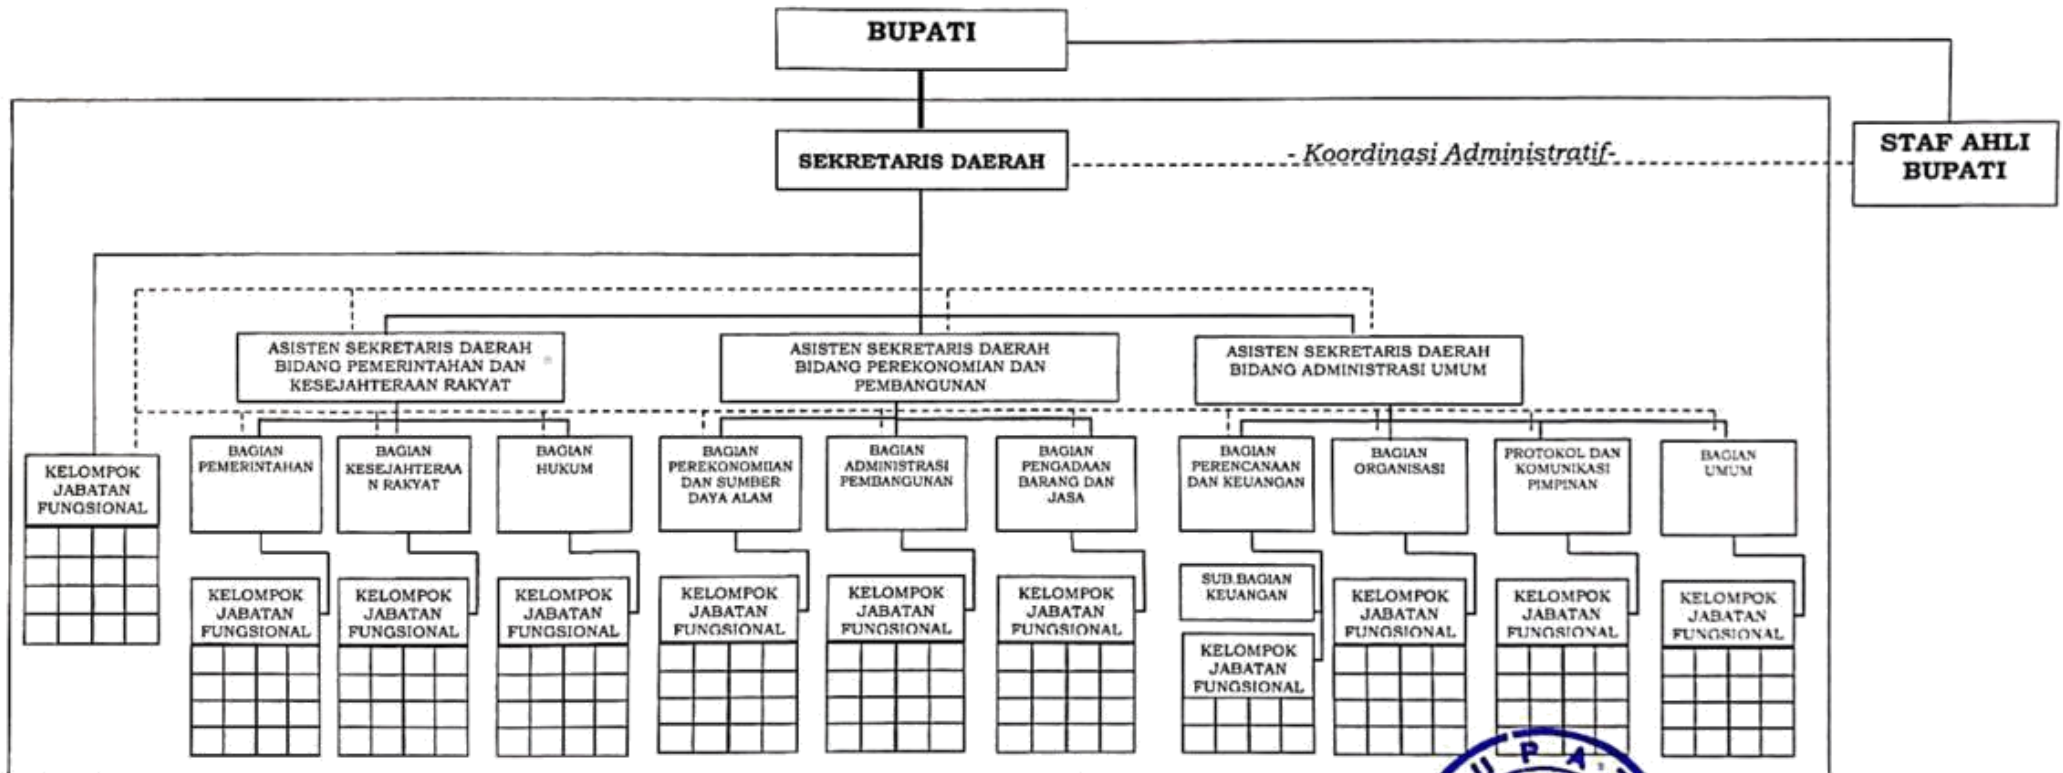 BUPATI
SEKRETARIS DAERAH
- Koordinasi Administratif-
STAF AHLI
BUPATI
ASISTEN SEKRETARIS DAERAH
BIDANG PEMERINTAHAN DAN
KESEJAHTERAAN RAKYAT
ASISTEN SEKRETARIS DAERAH
BIDANG PEREKONOMIAN DAN
PEMBANGUNAN
ASISTEN SEKRETARIS DAERAH
BIDANG ADMINISTRASI UMUM
KELOMPOK
JABATAN
FUNGSIONAL
BAGIAN
PEMERINTAHAN
BAGIAN
KESEJAHTERAA
N RAKYAT
BAGIAN
HUKUM
BAGIAN
PEREKONOMIIAN
DAN SUMBER
DAYA ALAM
BAGIAN
ADMINISTRASI
PEMBANGUNAN
BAGIAN
PENGADAAN
BARANG DAN
JASA
BAGIAN
PERENCANAAN
DAN KEUANGAN
BAGIAN
ORGANISASI
PROTOKOL DAN
KOMUNIKASI
PIMPINAN
BAGIAN
UMUM
KELOMPOK
JABATAN
FUNGSIONAL
KELOMPOK
JABATAN
FUNGSIONAL
KELOMPOK
JABATAN
FUNGSIONAL
KELOMPOK
JABATAN
FUNGSIONAL
KELOMPOK
JABATAN
FUNGSIONAL
KELOMPOK
JABATAN
FUNGSIONAL
SUB.BAGIAN
KEUANGAN
KELOMPOK
JABATAN
FUNGSIONAL
KELOMPOK
JABATAN
FUNGSIONAL
KELOMPOK
JABATAN
FUNGSIONAL
KELOMPOK
JABATAN
FUNGSIONAL